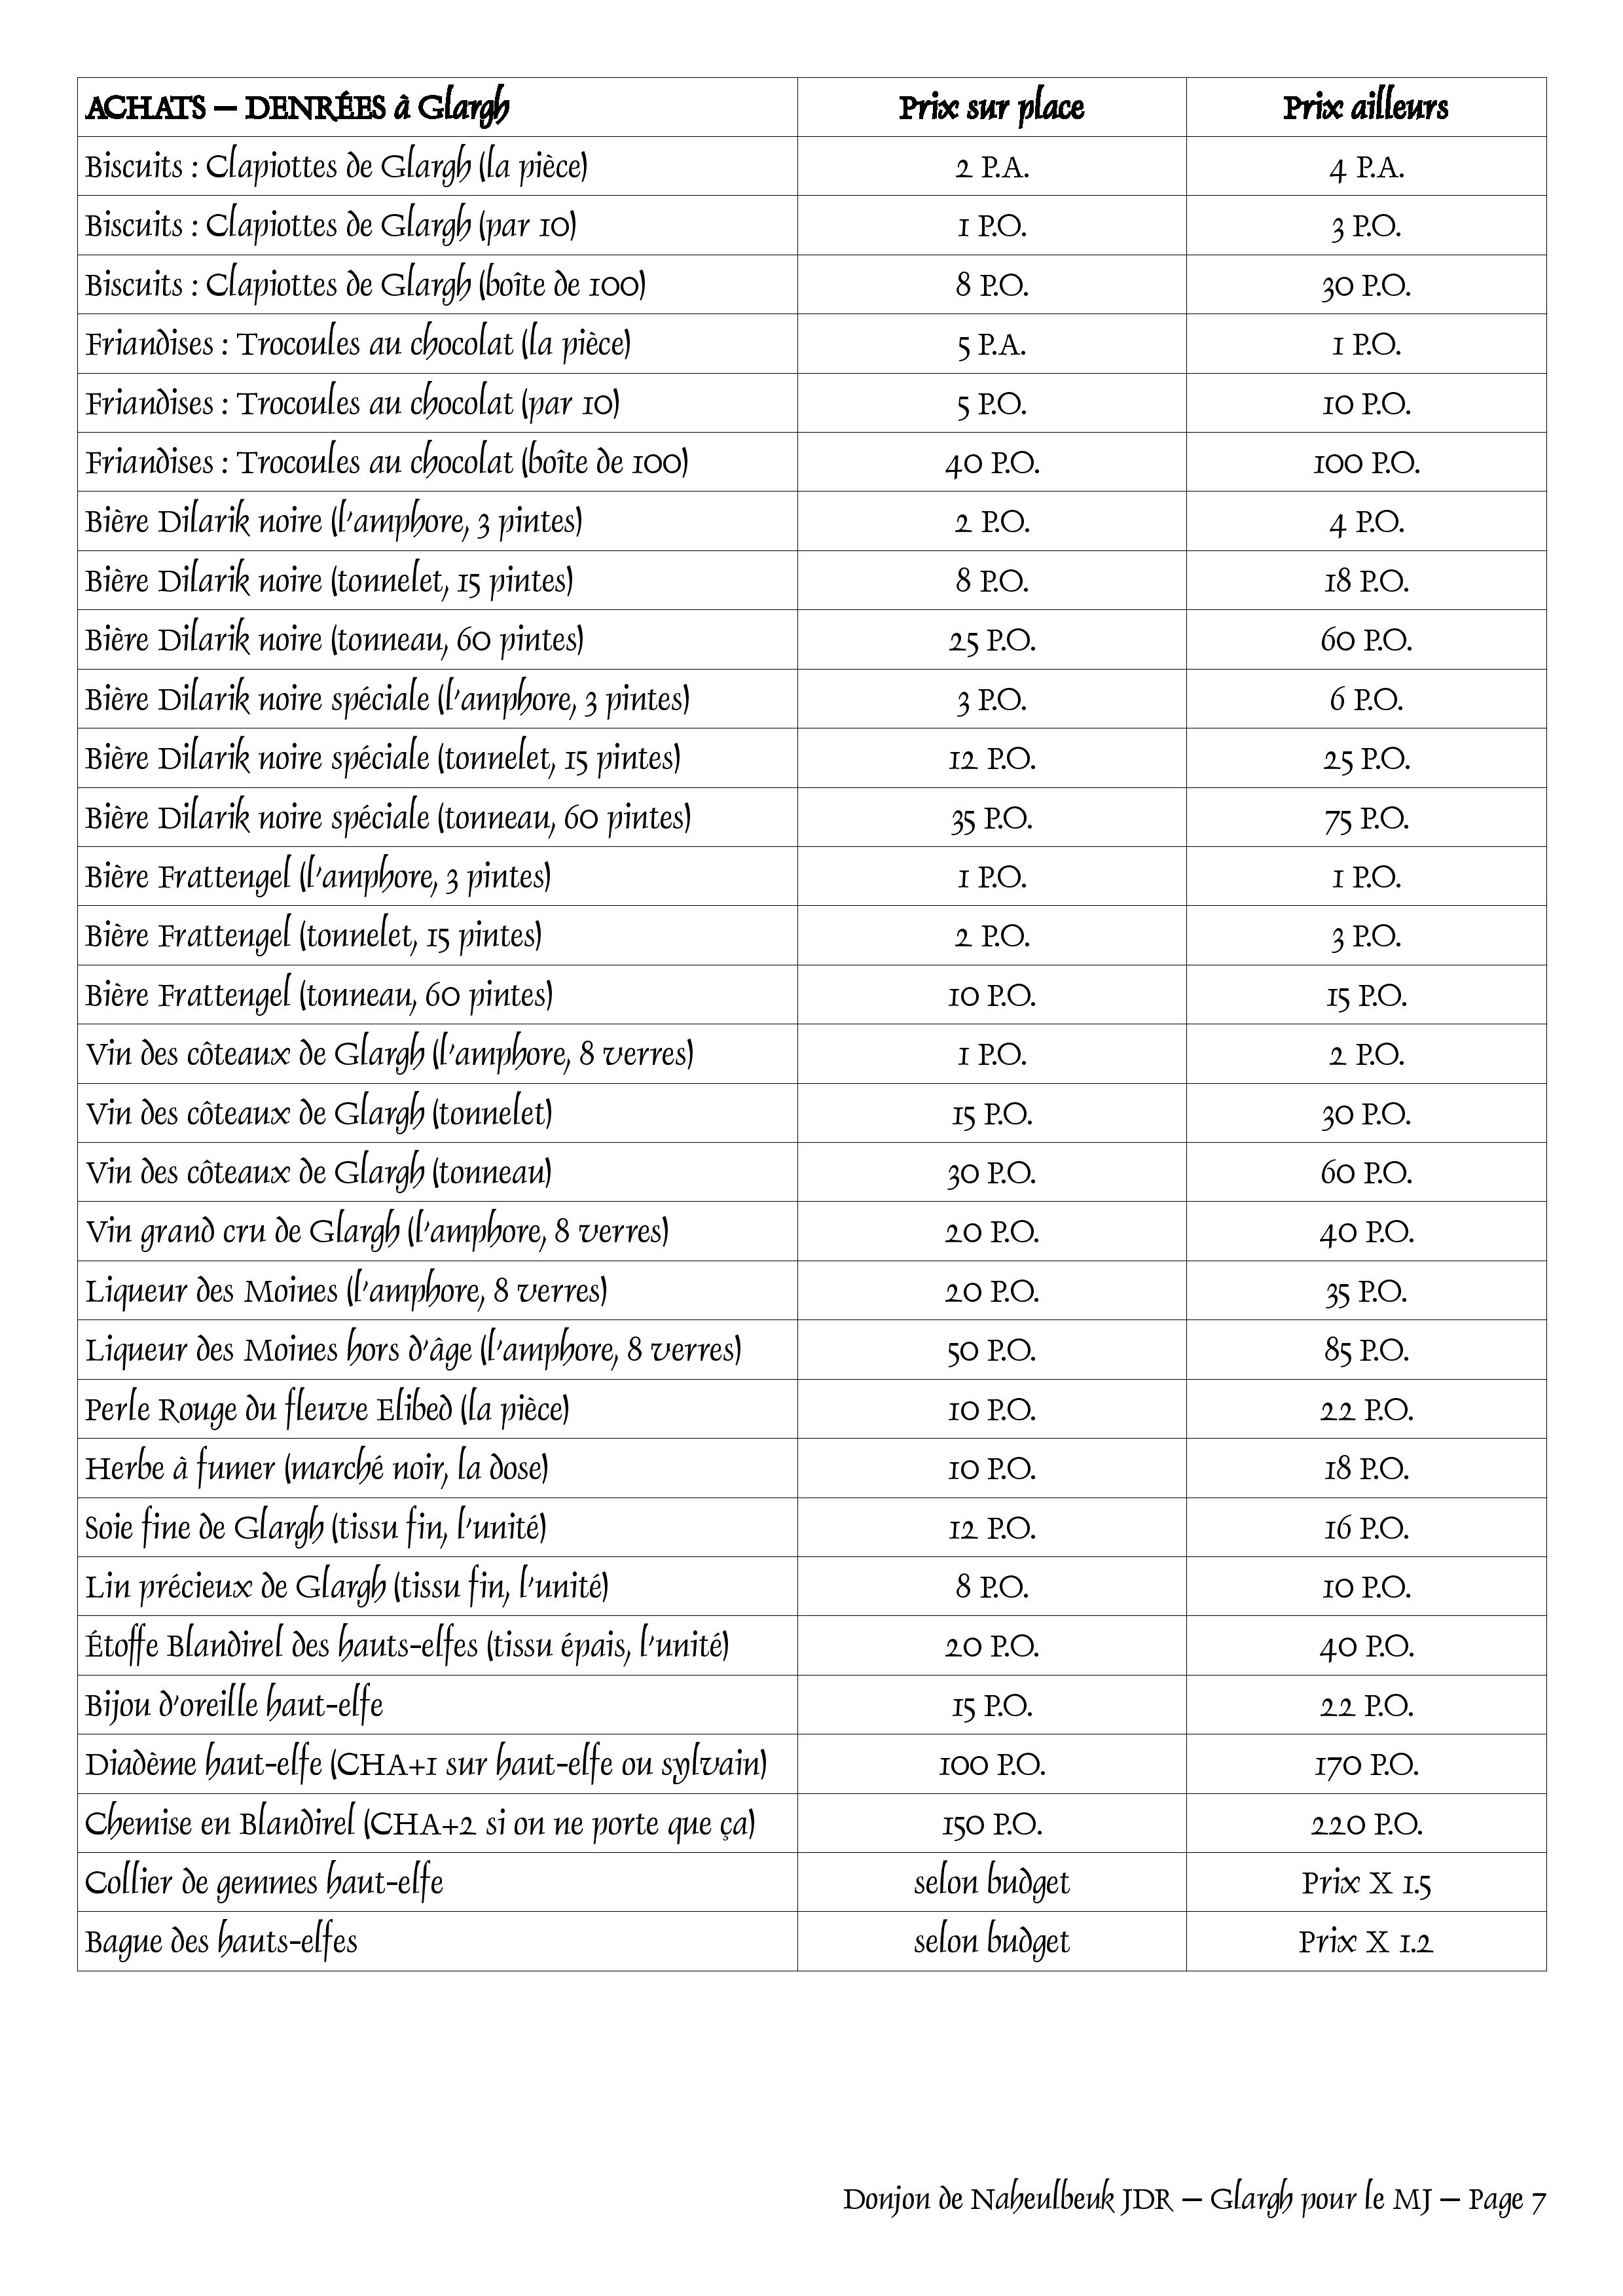 ACHATS – DENRÉES à Glargh Prix sur place Prix ailleurs
Biscuits : Clapiottes de Glargh (la pièce) 2 P.A. 4 P.A.
Biscuits : Clapiottes de Glargh (par 10) 1 P.O. 3 P.O.
Biscuits : Clapiottes de Glargh (boîte de 100) 8 P.O. 30 P.O.
Friandises : Trocoules au chocolat (la pièce) 5 P.A. 1 P.O.
Friandises : Trocoules au chocolat (par 10) 5 P.O. 10 P.O.
Friandises : Trocoules au chocolat (boîte de 100) 40 P.O. 100 P.O.
Bière Dilarik noire (l'amphore, 3 pintes) 2 P.O. 4 P.O.
Bière Dilarik noire (tonnelet, 15 pintes) 8 P.O. 18 P.O.
Bière Dilarik noire (tonneau, 60 pintes) 25 P.O. 60 P.O.
Bière Dilarik noire spéciale (l'amphore, 3 pintes) 3 P.O. 6 P.O.
Bière Dilarik noire spéciale (tonnelet, 15 pintes) 12 P.O. 25 P.O.
Bière Dilarik noire spéciale (tonneau, 60 pintes) 35 P.O. 75 P.O.
Bière Frattengel (l'amphore, 3 pintes) 1 P.O. 1 P.O.
Bière Frattengel (tonnelet, 15 pintes) 2 P.O. 3 P.O.
Bière Frattengel (tonneau, 60 pintes) 10 P.O. 15 P.O.
Vin des côteaux de Glargh (l'amphore, 8 verres) 1 P.O. 2 P.O.
Vin des côteaux de Glargh (tonnelet) 15 P.O. 30 P.O.
Vin des côteaux de Glargh (tonneau) 30 P.O. 60 P.O.
Vin grand cru de Glargh (l'amphore, 8 verres) 20 P.O. 40 P.O.
Liqueur des Moines (l'amphore, 8 verres) 20 P.O. 35 P.O.
Liqueur des Moines hors d'âge (l'amphore, 8 verres) 50 P.O. 85 P.O.
Perle Rouge du fleuve Elibed (la pièce) 10 P.O. 22 P.O.
Herbe à fumer (marché noir, la dose) 10 P.O. 18 P.O.
Soie fine de Glargh (tissu fin, l'unité) 12 P.O. 16 P.O.
Lin précieux de Glargh (tissu fin, l'unité) 8 P.O. 10 P.O.
Étoffe Blandirel des hauts-elfes (tissu épais, l'unité) 20 P.O. 40 P.O.
Bijou d'oreille haut-elfe 15 P.O. 22 P.O.
Diadème haut-elfe (CHA+1 sur haut-elfe ou sylvain) 100 P.O. 170 P.O.
Chemise en Blandirel (CHA+2 si on ne porte que ça) 150 P.O. 220 P.O.
Collier de gemmes haut-elfe selon budget Prix X 1.5
Bague des hauts-elfes selon budget Prix X 1.2
Donjon de Naheulbeuk JDR – Glargh pour le MJ – Page 7